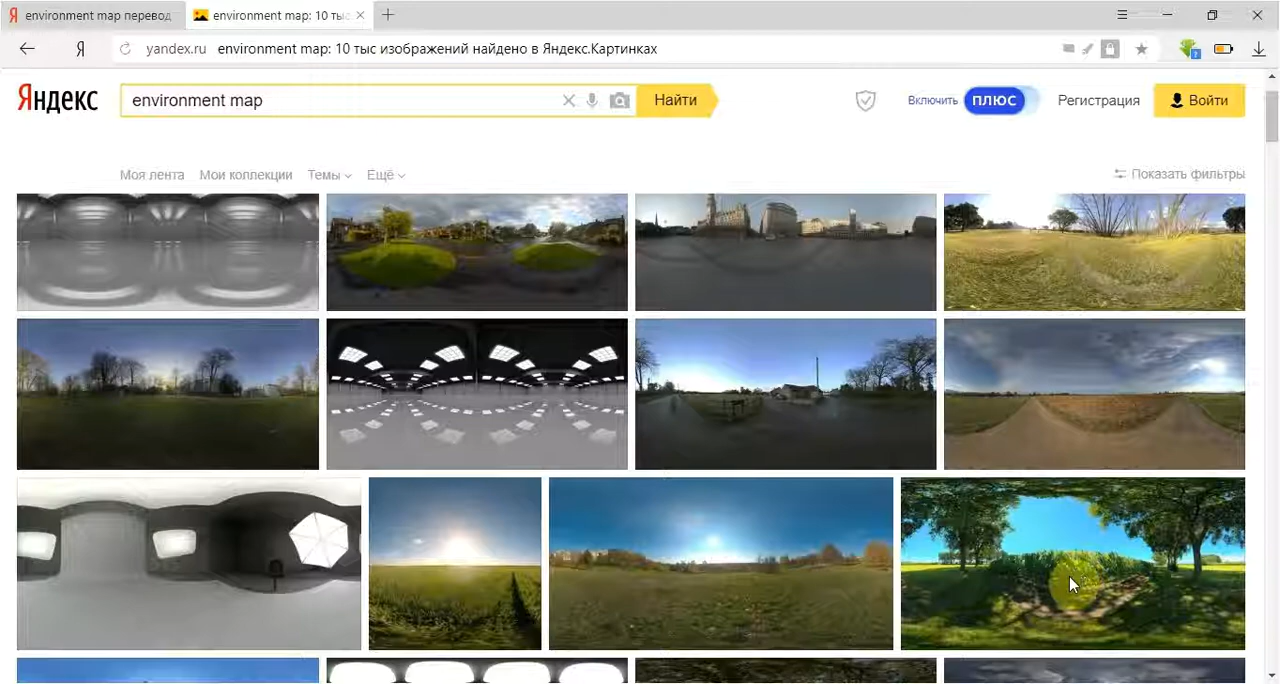 Я environment map перевод
environment map: 10 тыс
Я
yandex.ru environment map: 10 тыс изображений найдено в Яндекс.Картинках
Яндекс
environment map
Найти
Включить ПЛЮС
Регистрация
Войти
Моя лента Мои коллекции Темы Ещё
Показать фильтры